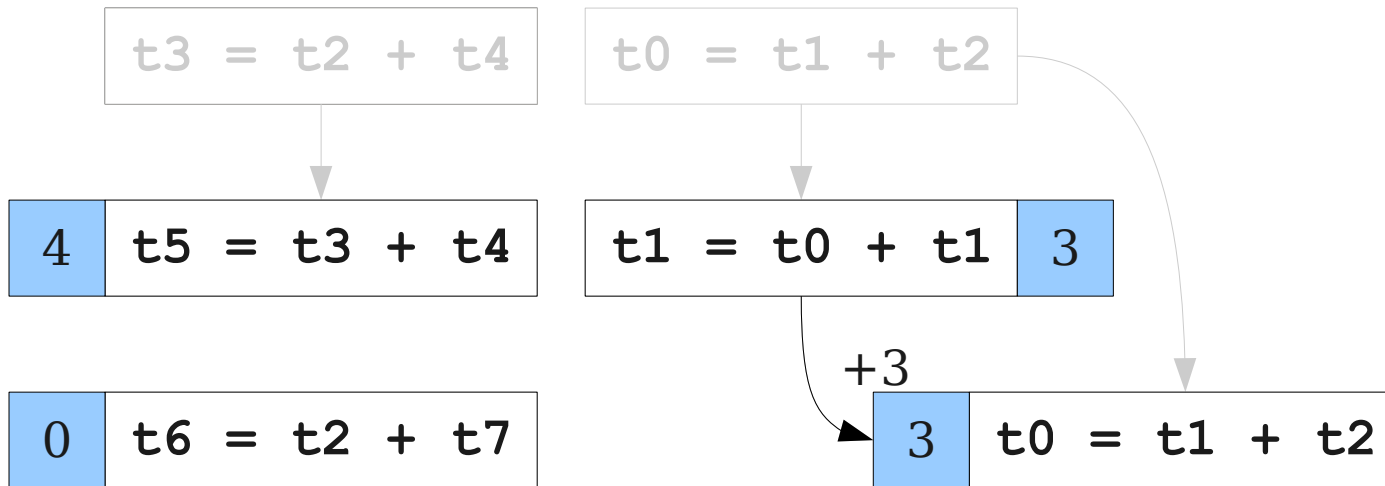 t3 = t2 + t4
t0 = t1 + t2
4 t5 = t3 + t4
t1 = t0 + t1 3
+3
0 t6 = t2 + t7
3 t0 = t1 + t2